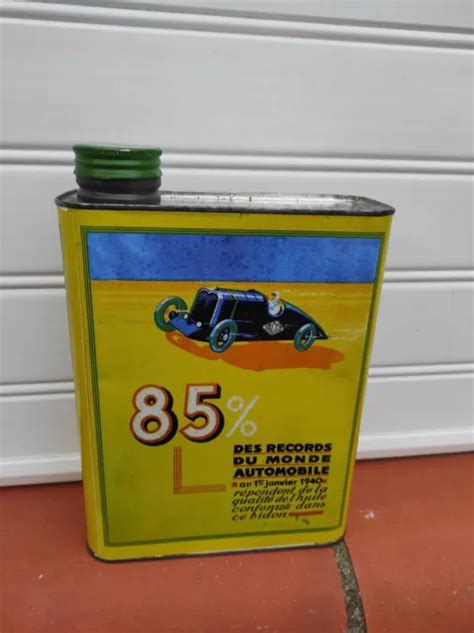 85%
DES RECORDS
DU MONDE
AUTOMOBILE
au 1er janvier 1940
répondent de la
qualité de l'huile
contenue dans
ce bidon